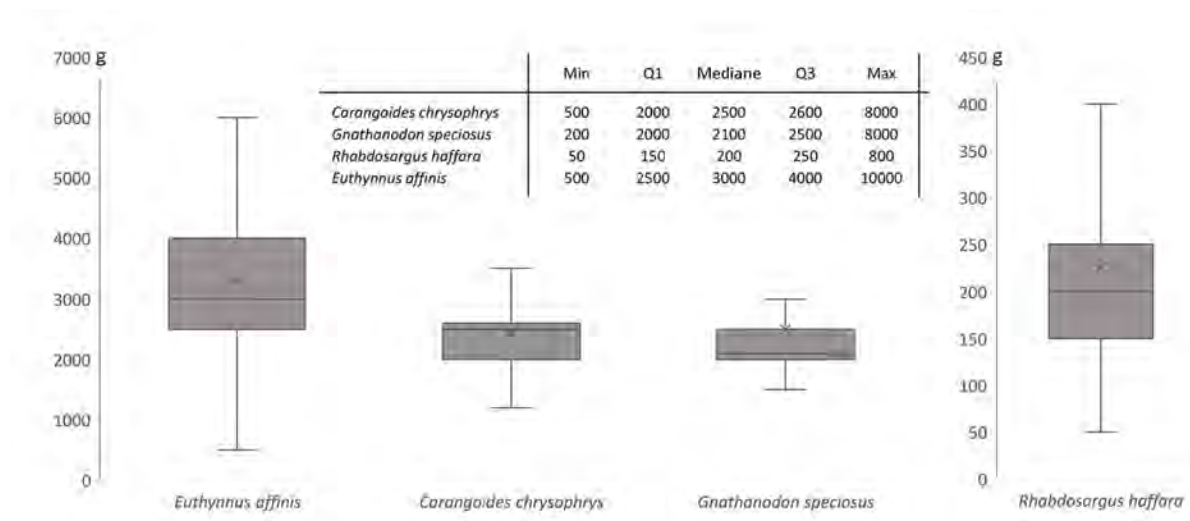 7000 g
6000
5000
4000
3000
2000
1000
0
Min Q1 Mediane Q3 Max
Carangoides chrysophrys 500 2000 2500 2600 8000
Gnathanodon speciosus 200 2000 2100 2500 8000
Rhabdosargus haffara 50 150 200 250 800
Euthynnus affinis 500 2500 3000 4000 10000
450 g
400
350
300
250
200
150
100
50
0
Euthynnus affinis
Carangoides chrysophrys
Gnathanodon speciosus
Rhabdosargus haffara